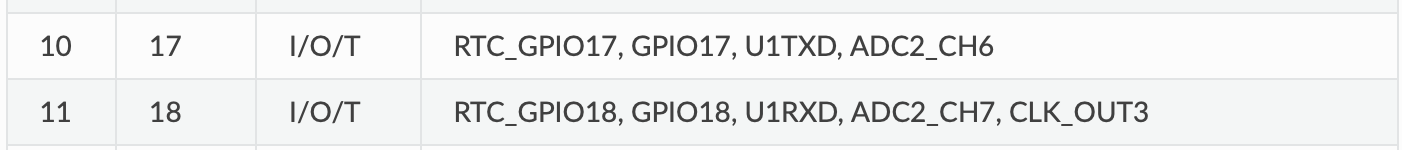 10 17 I/O/T RTC_GPIO17, GPIO17, U1TXD, ADC2_CH6
11 18 I/O/T RTC_GPIO18, GPIO18, U1RXD, ADC2_CH7, CLK_OUT3